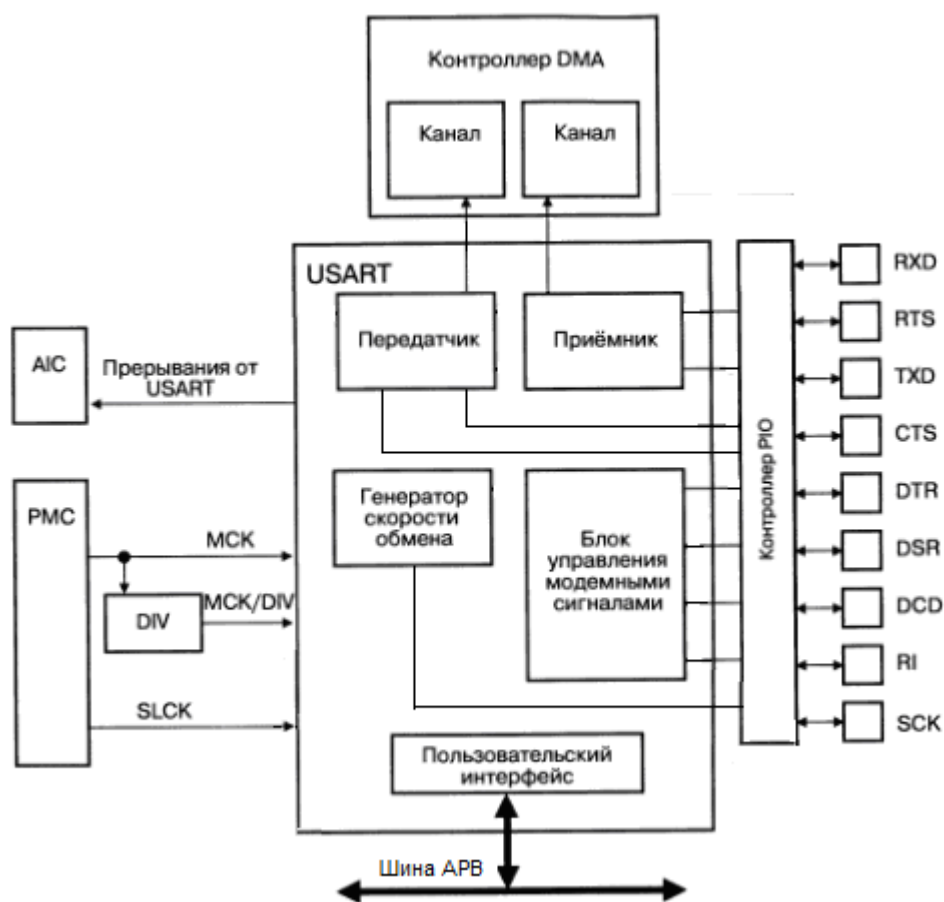 Контроллер DMA
Канал
Канал
USART
Передатчик
Приёмник
AIC
Прерывания от
USART
PMC
MCK
DIV
MCK/DIV
SLCK
Генератор
скорости
обмена
Блок
управления
модемными
сигналами
Пользовательский
интерфейс
Контроллер PIO
RXD
RTS
TXD
CTS
DTR
DSR
DCD
RI
SCK
Шина APB